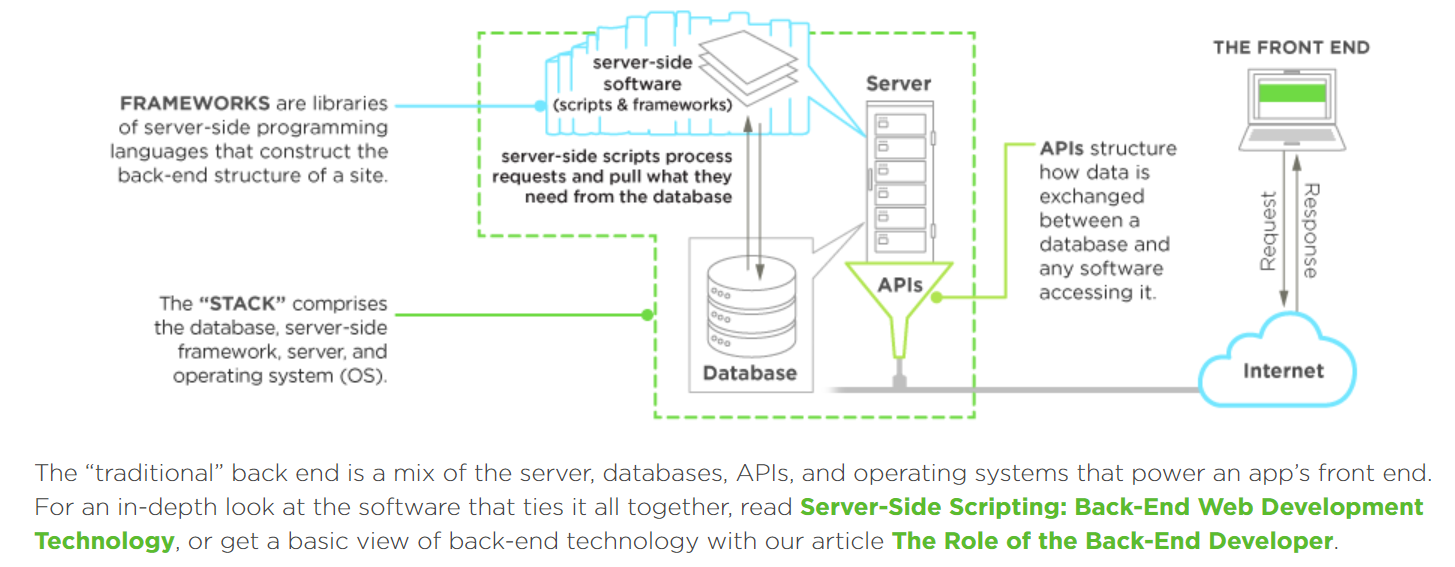 THE FRONT END
server-side
software
(scripts & frameworks)
Server
FRAMEWORKS are libraries
of server-side programming
languages that construct the
back-end structure of a site.
server-side scripts process
requests and pull what they
need from the database
APIs structure
how data is
exchanged
between a
database and
any software
accessing it.
Request
Response
APIs
The “STACK” comprises
the database, server-side
framework, server, and
operating system (OS).
Database
Internet
The “traditional” back end is a mix of the server, databases, APIs, and operating systems that power an app’s front end.
For an in-depth look at the software that ties it all together, read Server-Side Scripting: Back-End Web Development
Technology, or get a basic view of back-end technology with our article The Role of the Back-End Developer.